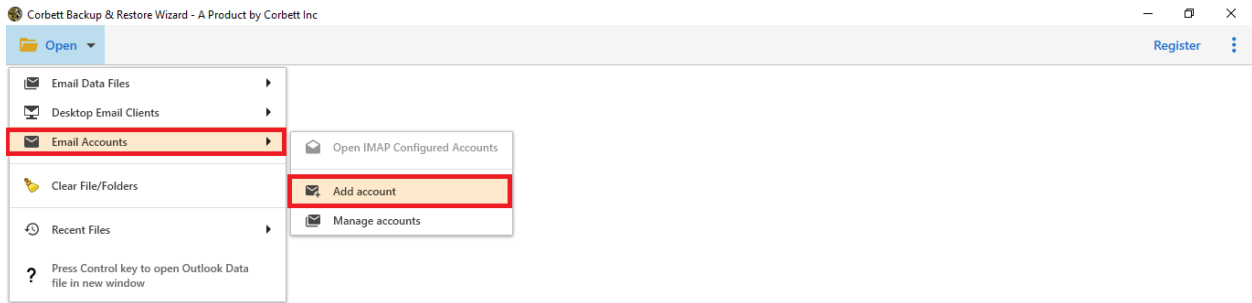 Corbett Backup & Restore Wizard - A Product by Corbett Inc
Open
Register
Email Data Files
Desktop Email Clients
Email Accounts
Open IMAP Configured Accounts
Clear File/Folders
Add account
Manage accounts
Recent Files
Press Control key to open Outlook Data
file in new window